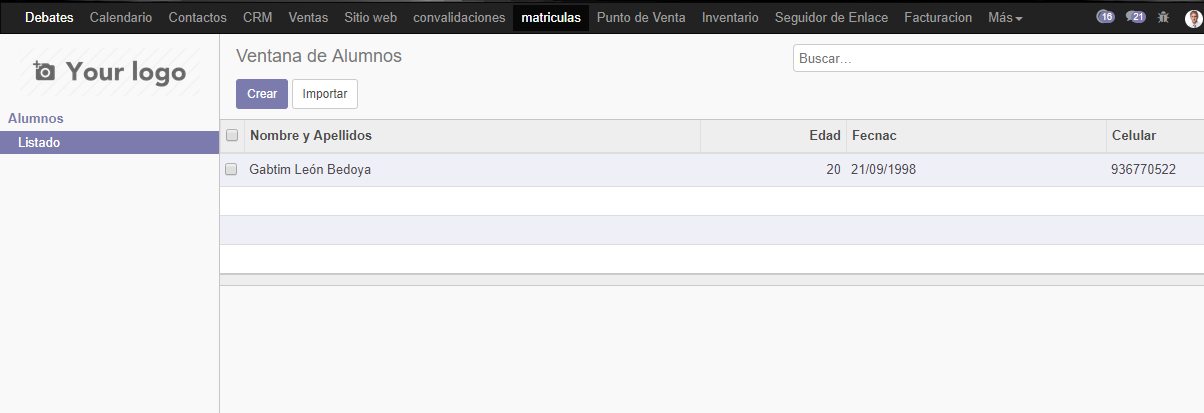 Debates Calendario Contactos CRM Ventas Sitio web convalidaciones matriculas Punto de Venta Inventario Seguidor de Enlace Facturacion Más 16 21
Your logo
Ventana de Alumnos
Buscar...
Crear Importar
Alumnos
Listado
Nombre y Apellidos Edad Fecnac Celular
Gabtim León Bedoya 20 21/09/1998 936770522